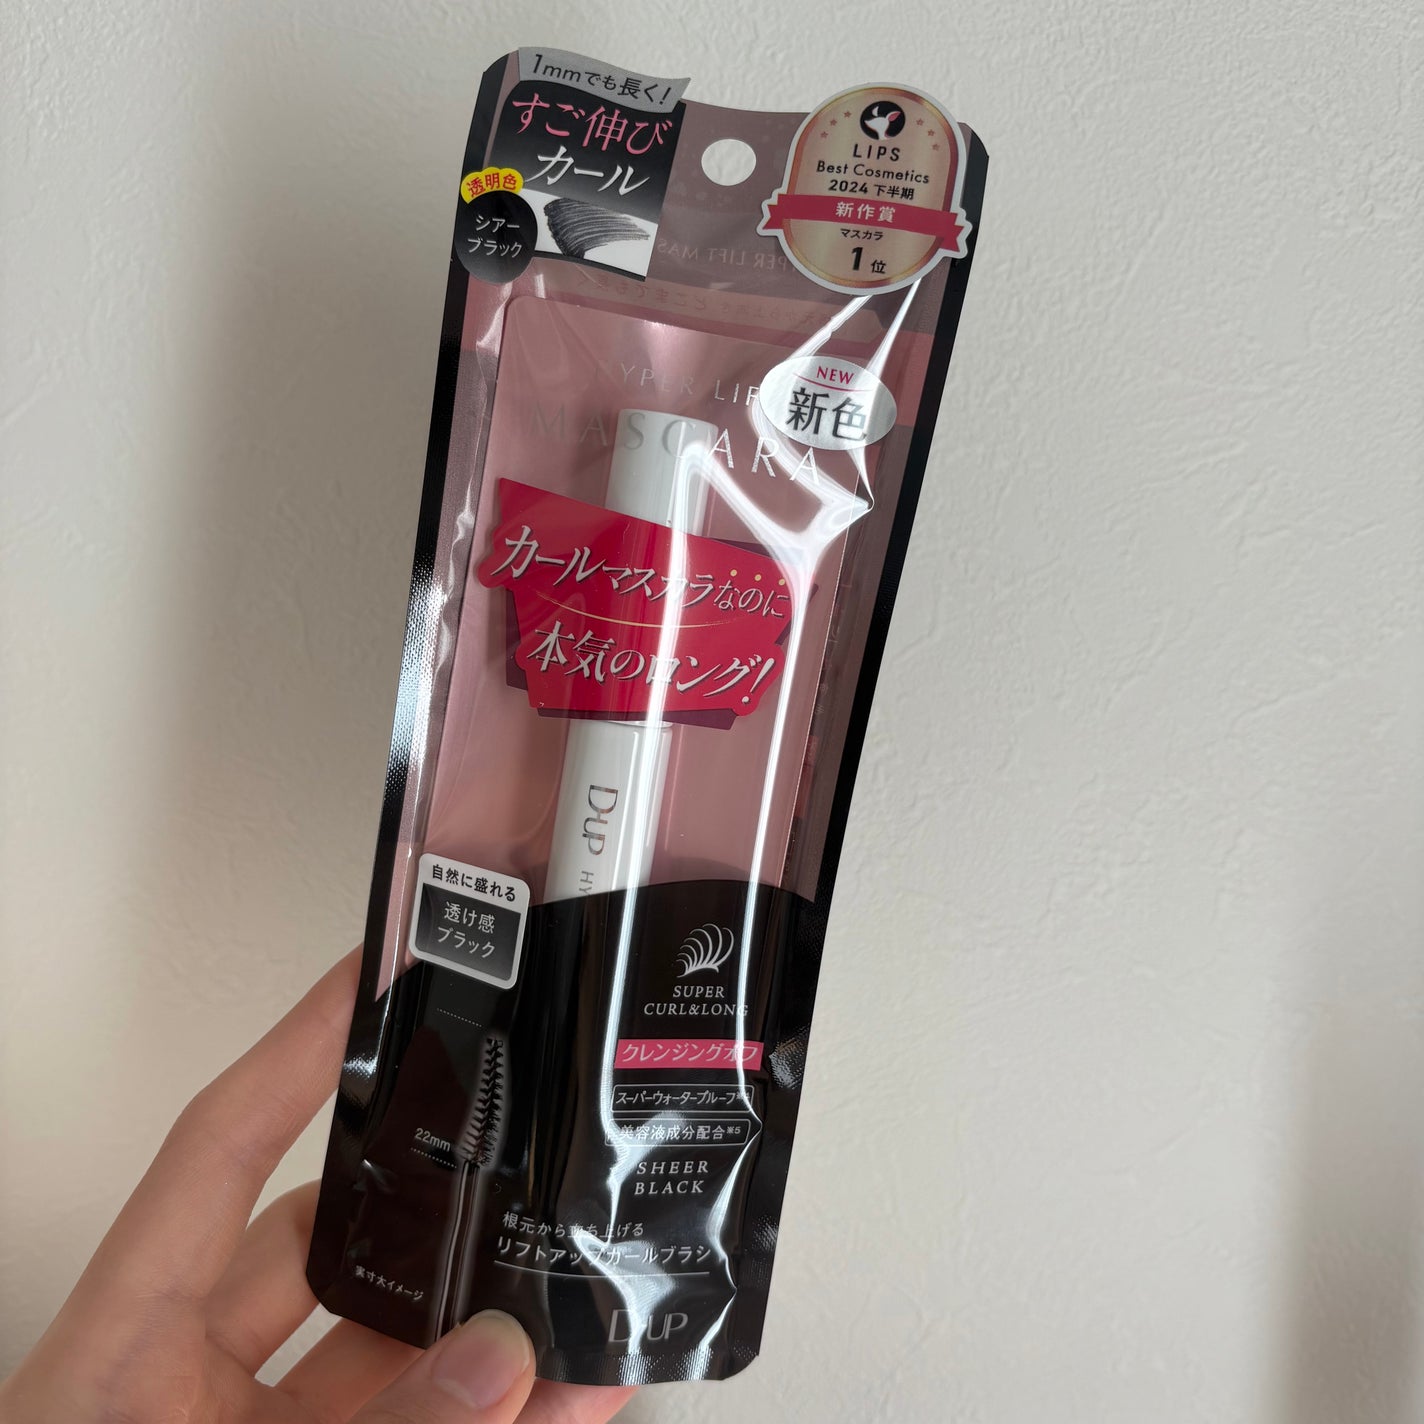 1mmでも長く!
すご伸び
カール
透明色
シアー
ブラック
LIPS
Best Cosmetics
2024 下半期
新作賞
マスカラ
1位
NEW
新色
HYPER LIF
MASCARA
カールマスカラなのに
本気のロング!
D-UP HY
自然に盛れる
透け感
ブラック
SUPER
CURL&LONG
クレンジングオフ
スーパーウォータープルーフ
美容液成分配合※5
22mm
SHEER
BLACK
根元から立ち上げる
リフトアップカールブラシ
実寸大イメージ
D-UP